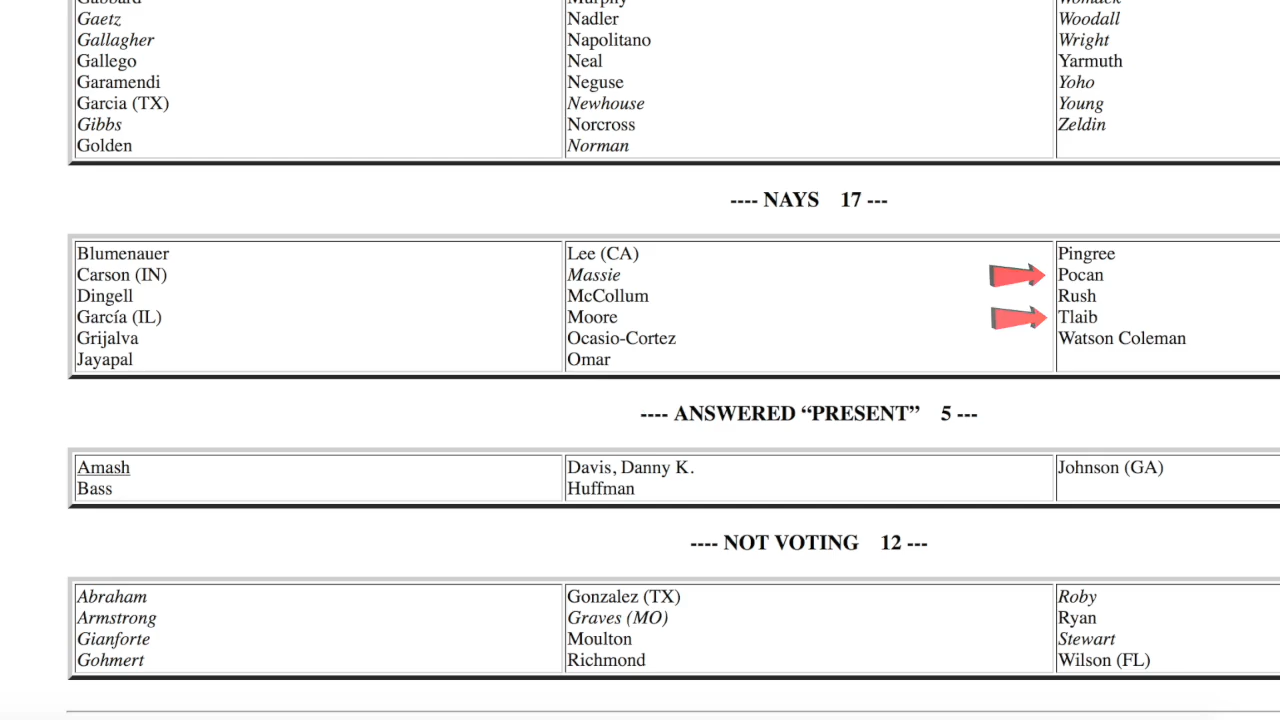 Gabbard
Gaetz
Gallagher
Gallego
Garamendi
Garcia (TX)
Gibbs
Golden
Murphy
Nadler
Napolitano
Neal
Neguse
Newhouse
Norcross
Norman
Womack
Woodall
Wright
Yarmuth
Yoho
Young
Zeldin
---- NAYS 17 ---
Blumenauer
Carson (IN)
Dingell
García (IL)
Grijalva
Jayapal
Lee (CA)
Massie
McCollum
Moore
Ocasio-Cortez
Omar
Pingree
Pocan
Rush
Tlaib
Watson Coleman
---- ANSWERED “PRESENT” 5 ---
Amash
Bass
Davis, Danny K.
Huffman
Johnson (GA)
---- NOT VOTING 12 ---
Abraham
Armstrong
Gianforte
Gohmert
Gonzalez (TX)
Graves (MO)
Moulton
Richmond
Roby
Ryan
Stewart
Wilson (FL)